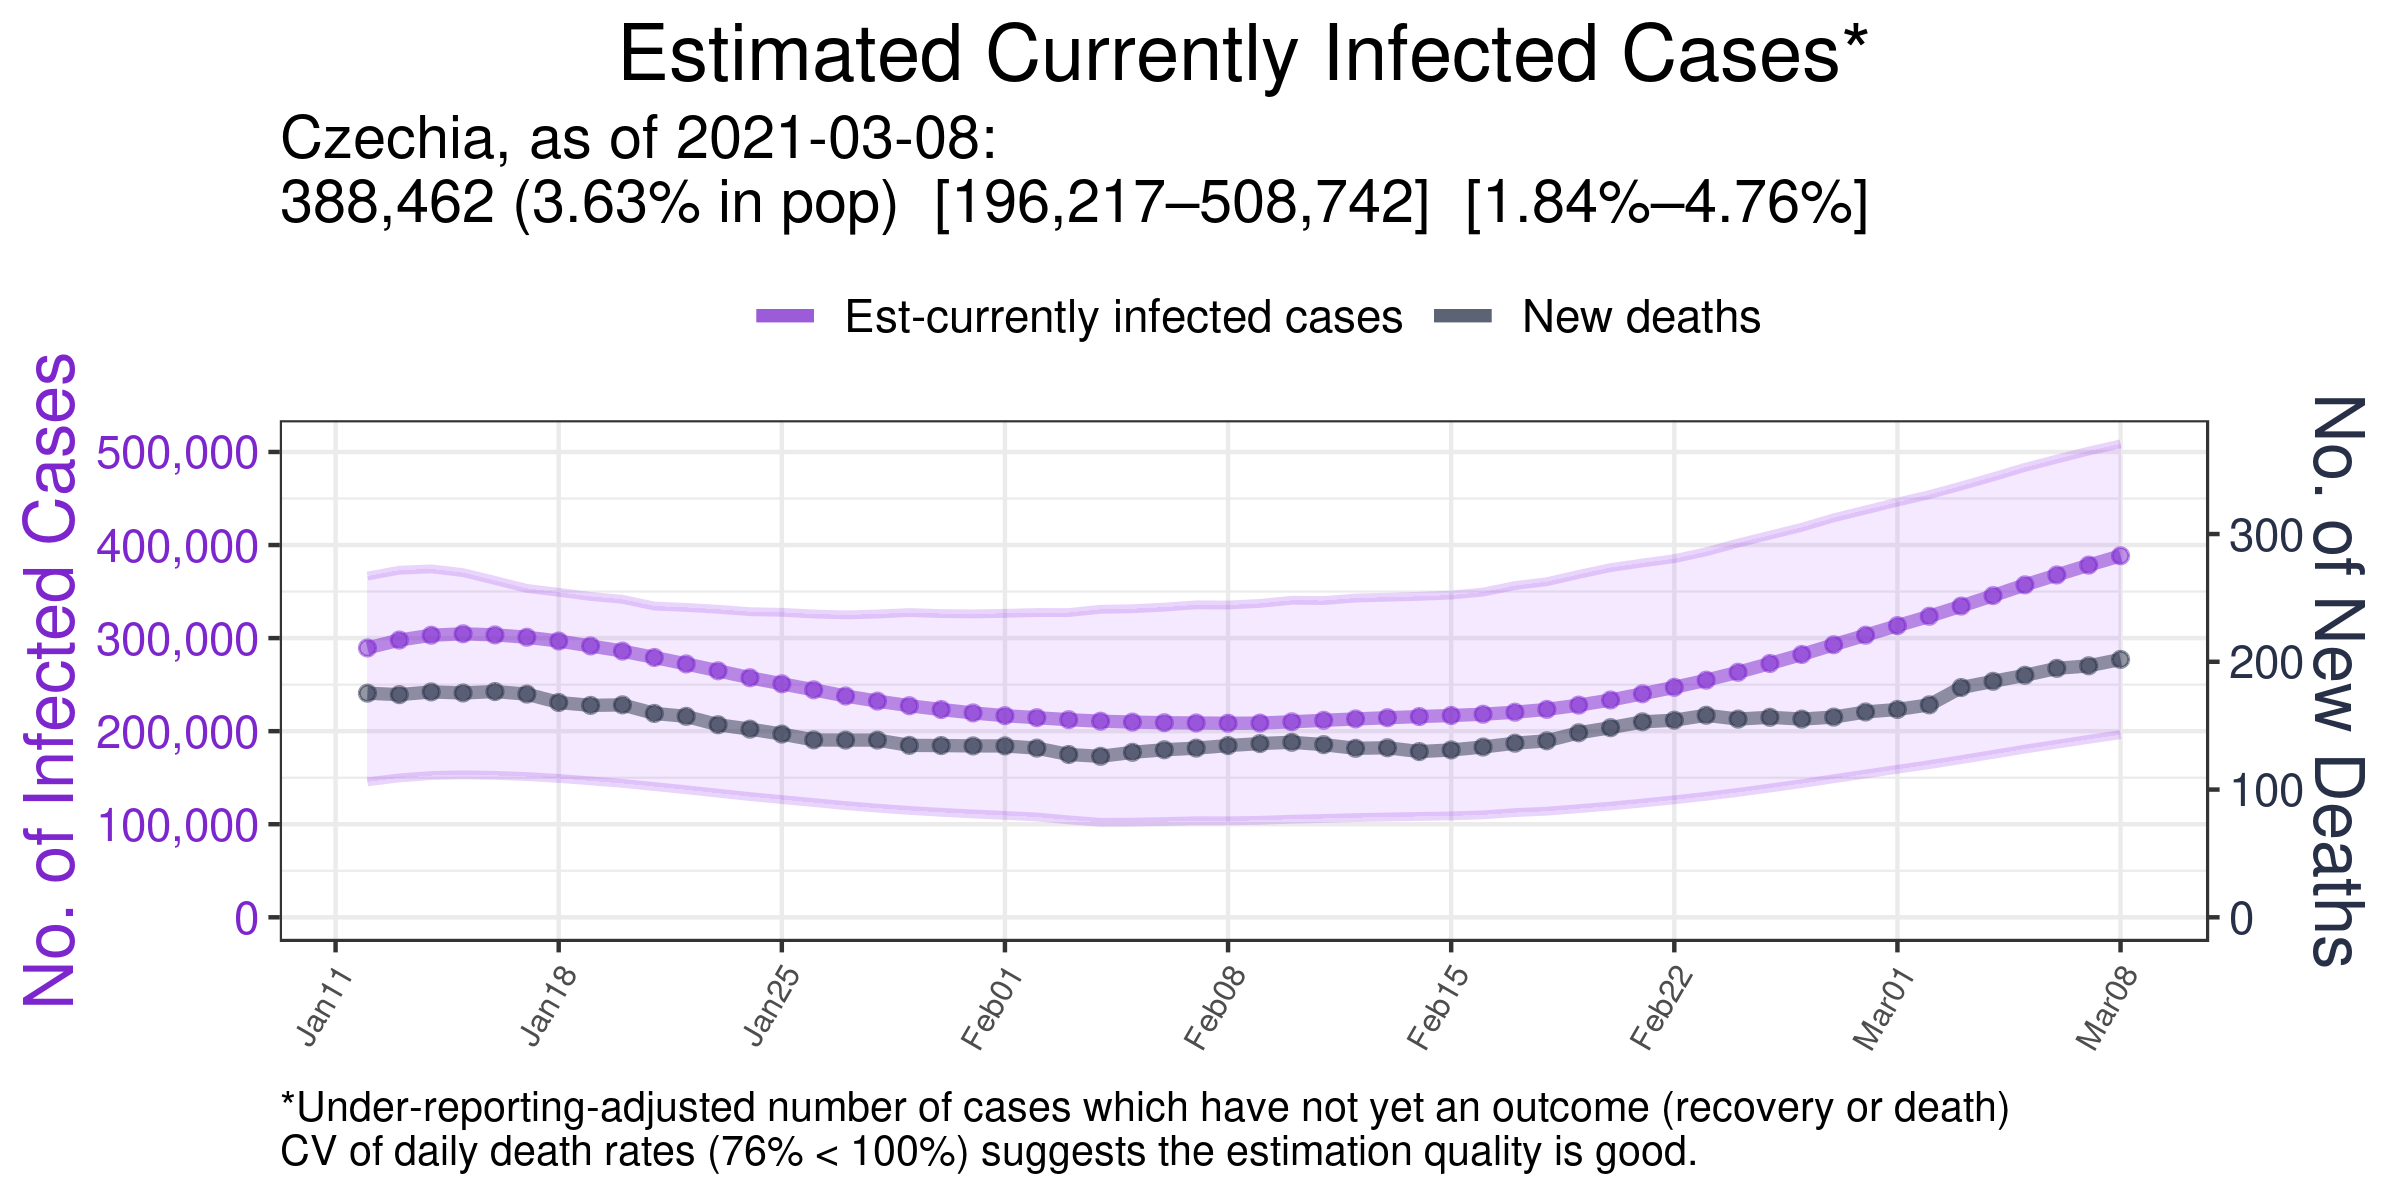 Estimated Currently Infected Cases*
Czechia, as of 2021-03-08:
388,462 (3.63% in pop)  [196,217–508,742]  [1.84%–4.76%]
Est-currently infected cases
New deaths
No. of Infected Cases
500,000
400,000
300,000
200,000
100,000
0
No. of New Deaths
300
200
100
0
Jan11
Jan18
Jan25
Feb01
Feb08
Feb15
Feb22
Mar01
Mar08
*Under-reporting-adjusted number of cases which have not yet an outcome (recovery or death)
CV of daily death rates (76% < 100%) suggests the estimation quality is good.